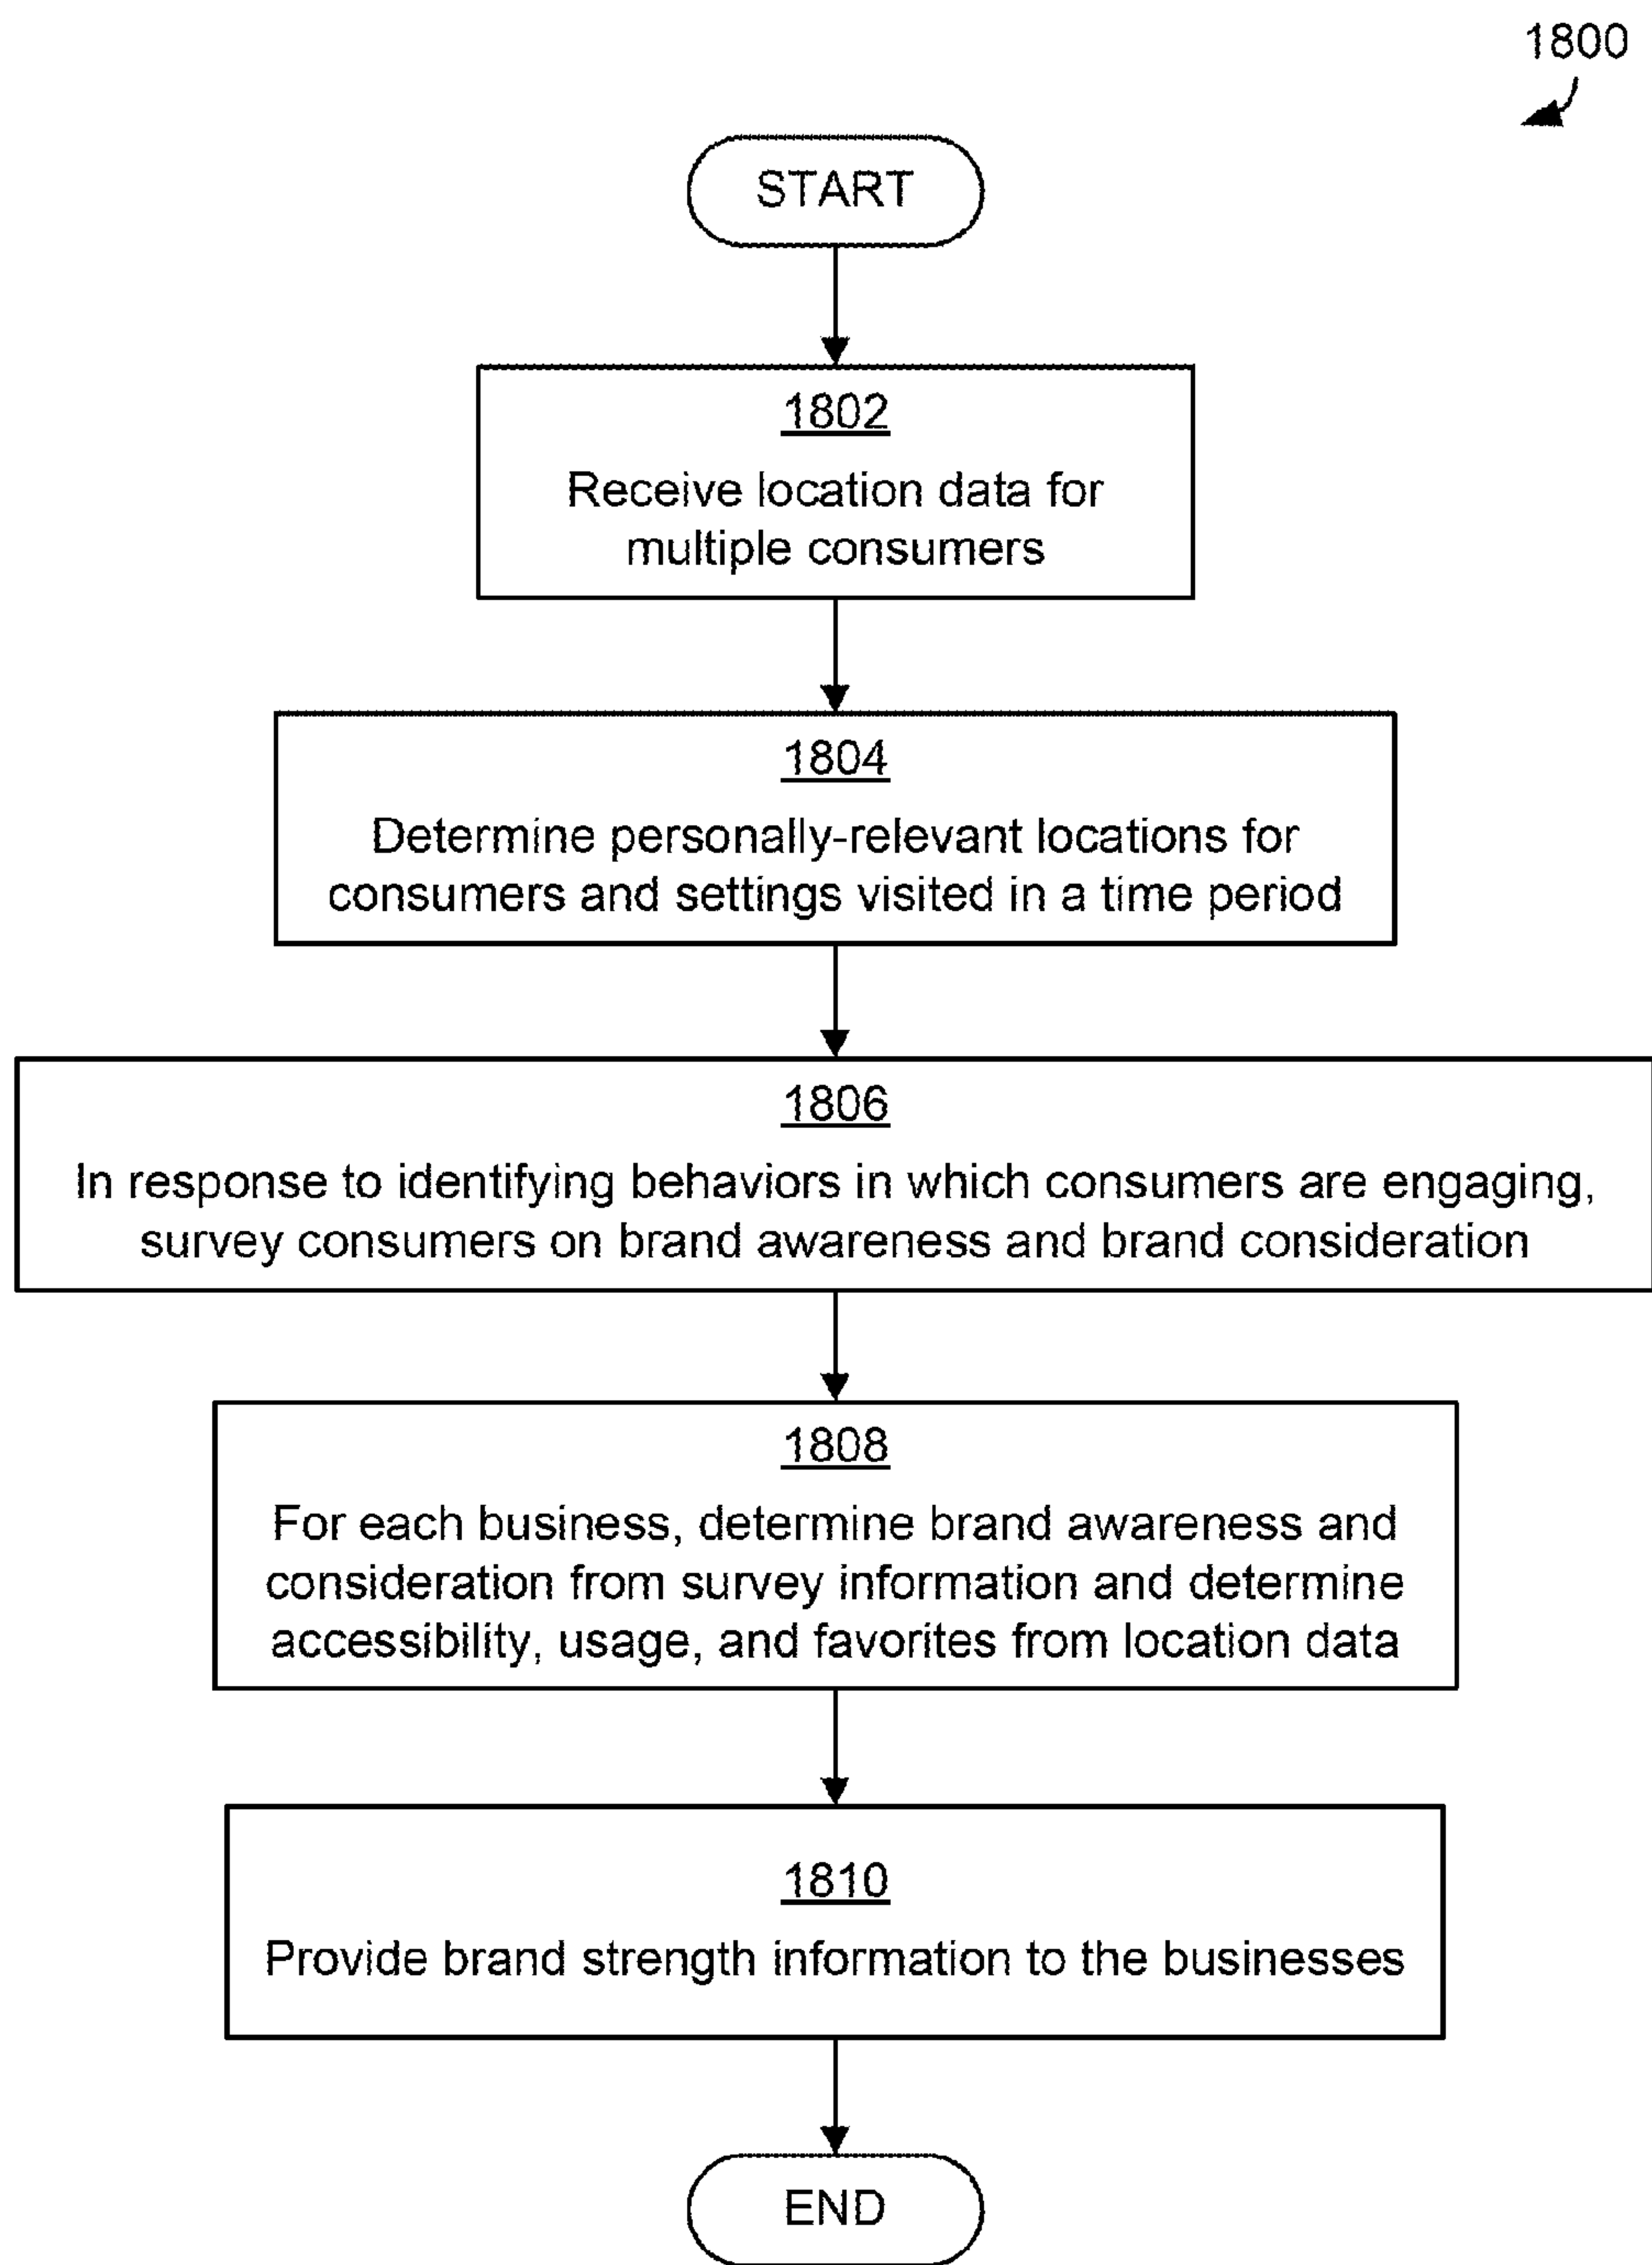 1800
START
1802
Receive location data for
multiple consumers
1804
Determine personally-relevant locations for
consumers and settings visited in a time period
1806
In response to identifying behaviors in which consumers are engaging,
survey consumers on brand awareness and brand consideration
1808
For each business, determine brand awareness and
consideration from survey information and determine
accessibility, usage, and favorites from location data
1810
Provide brand strength information to the businesses
END